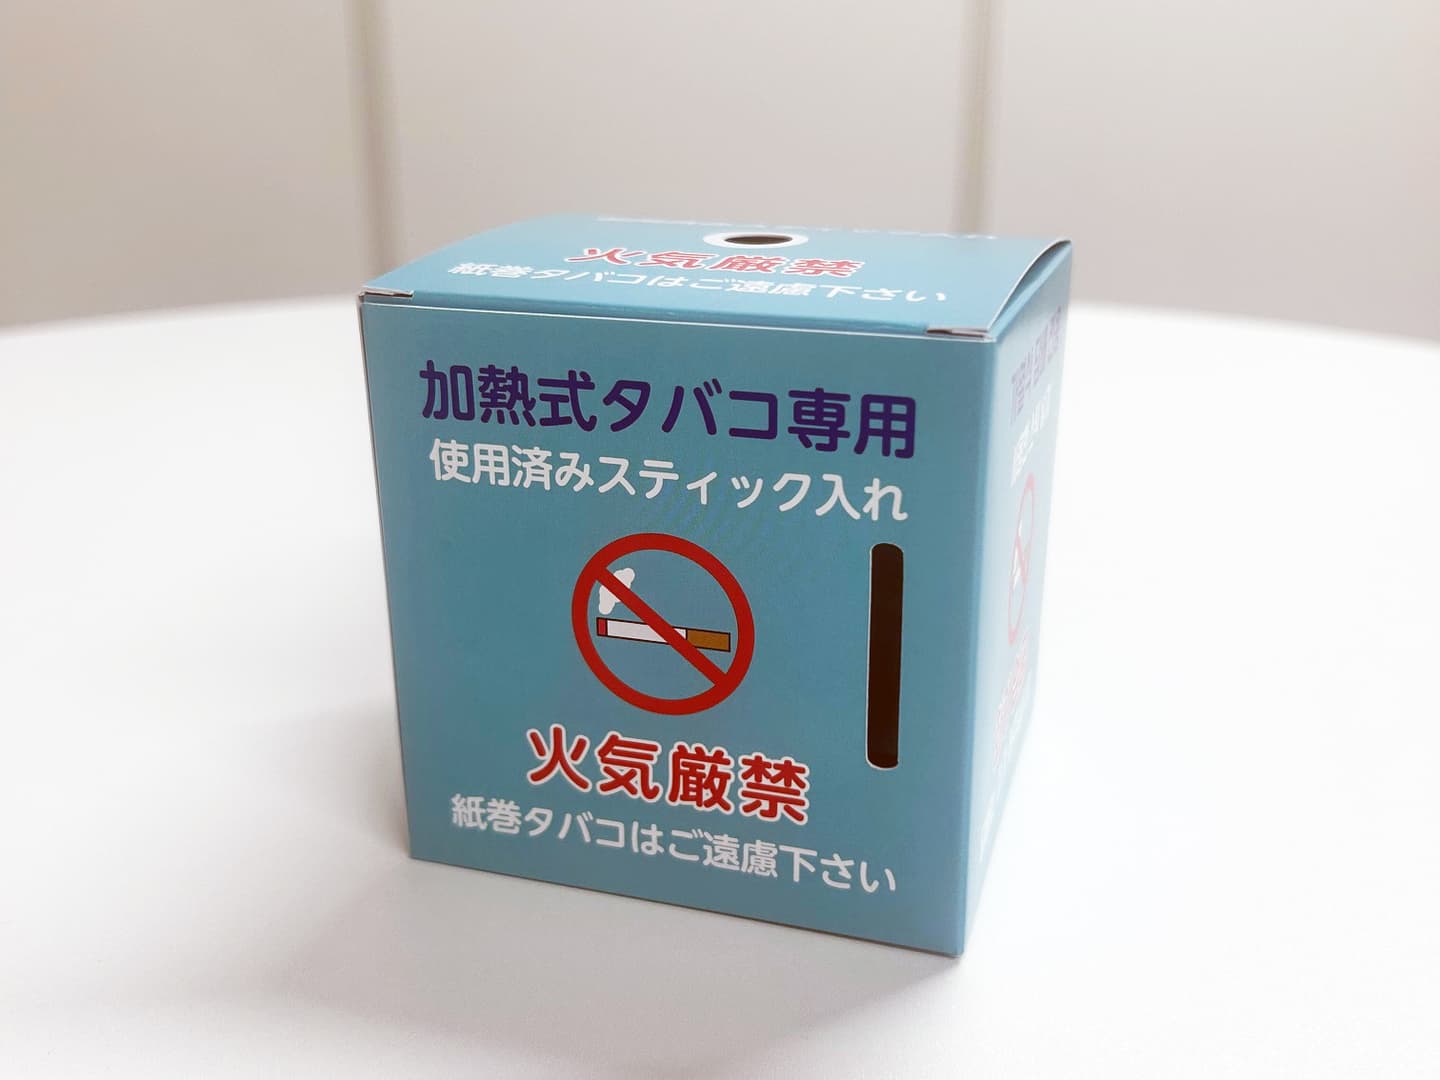 火気厳禁
紙巻タバコはご遠慮下さい
加熱式タバコ専用
使用済みスティック入れ
火気厳禁
紙巻タバコはご遠慮下さい